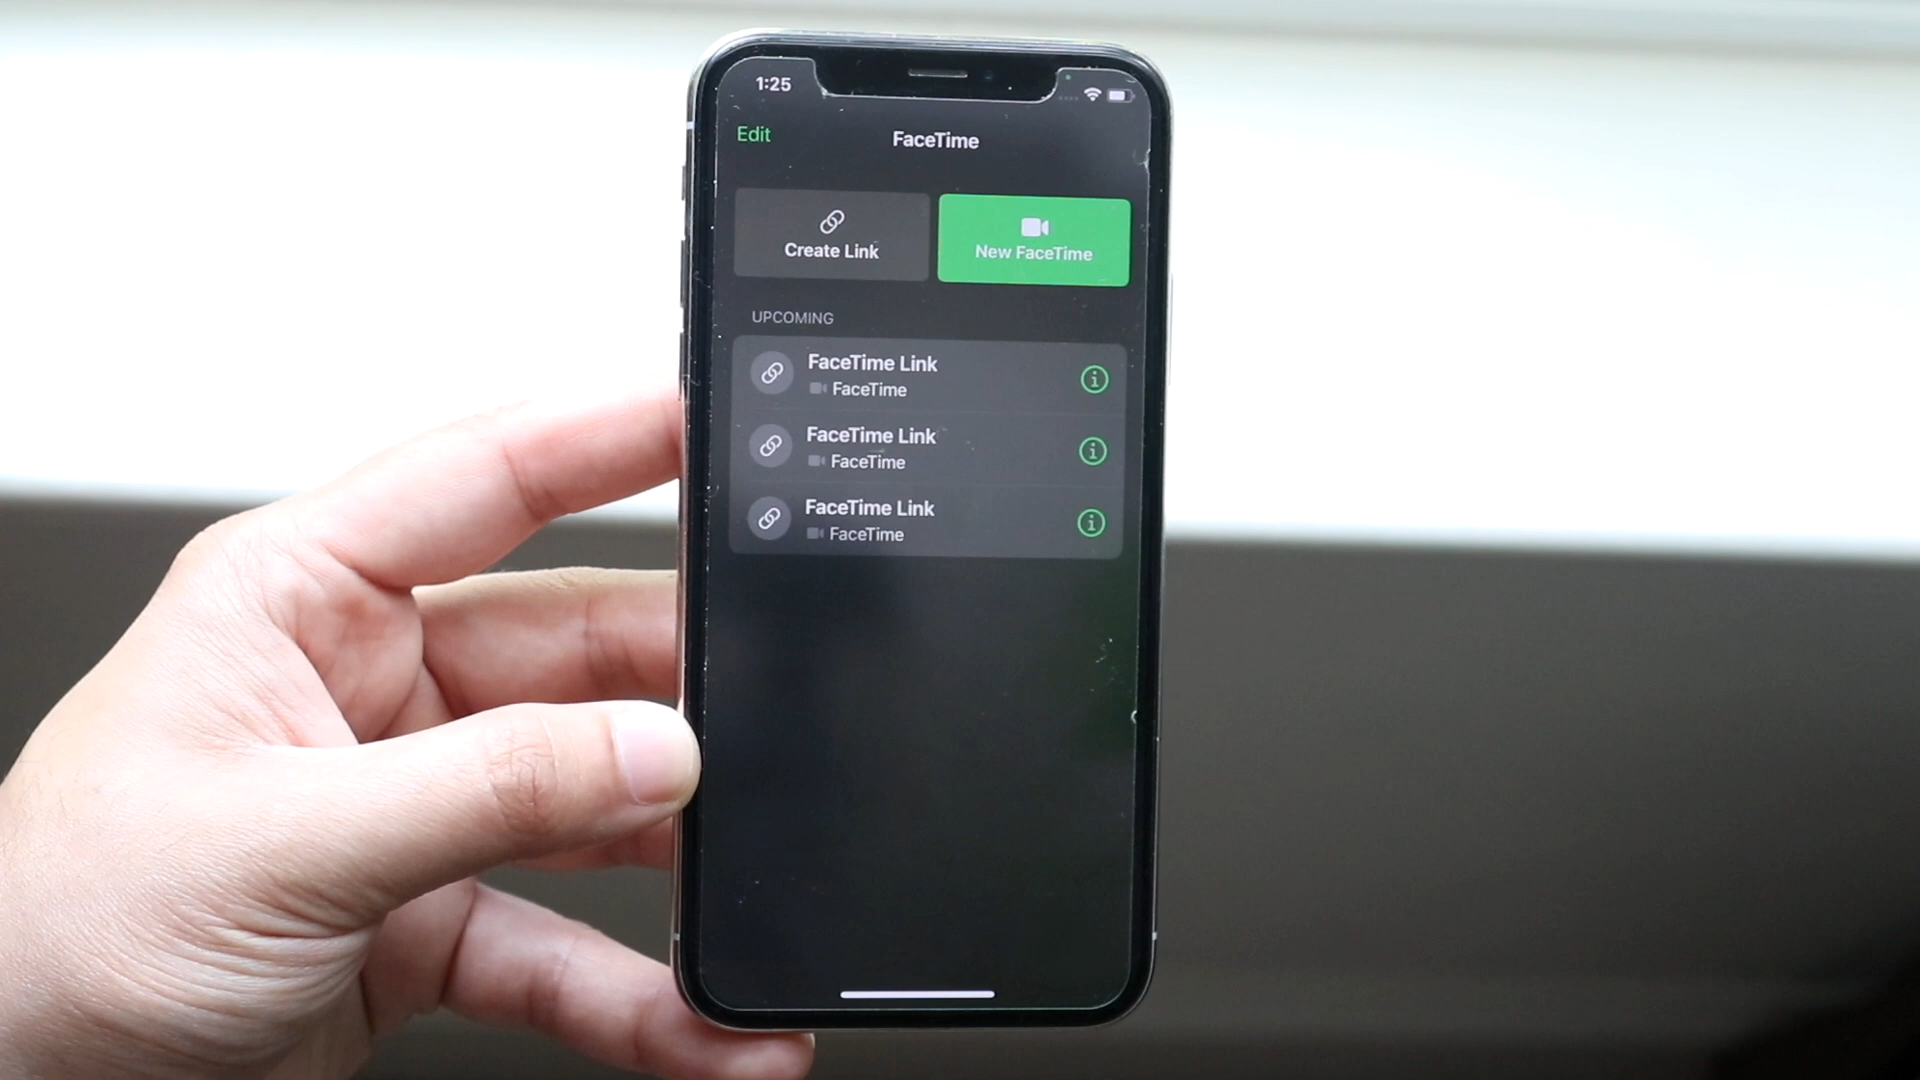 1:25
Edit
FaceTime
Create Link
New FaceTime
UPCOMING
FaceTime Link
FaceTime
FaceTime Link
FaceTime
FaceTime Link
FaceTime